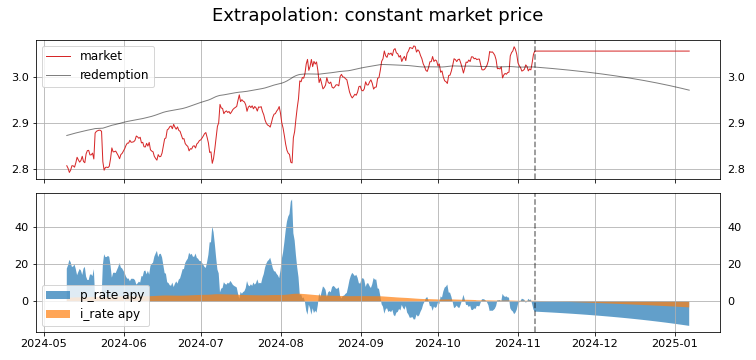 Extrapolation: constant market price
market
redemption
3.0
2.9
2.8
3.0
2.9
2.8
40
20
0
40
20
0
p_rate apy
i_rate apy
2024-05 2024-06 2024-07 2024-08 2024-09 2024-10 2024-11 2024-12 2025-01